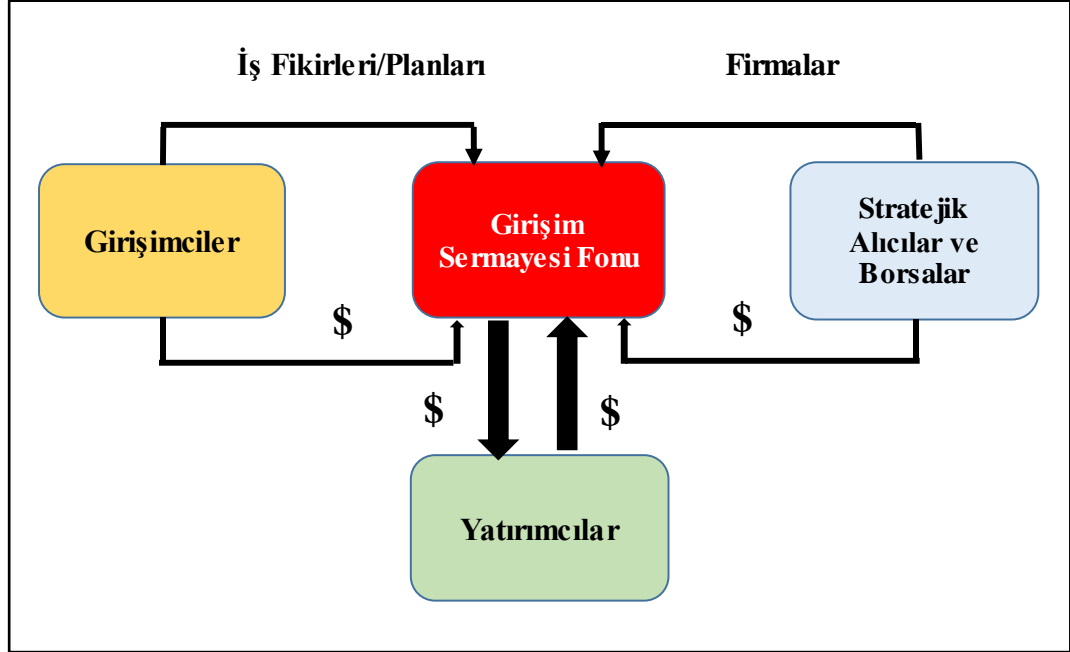 İş Fikirleri/Planları
Firmalar
Girişimciler
Girişim
Sermayesi Fonu
Stratejik
Alıcılar ve
Borsalar
$
$
$
$
Yatırımcılar